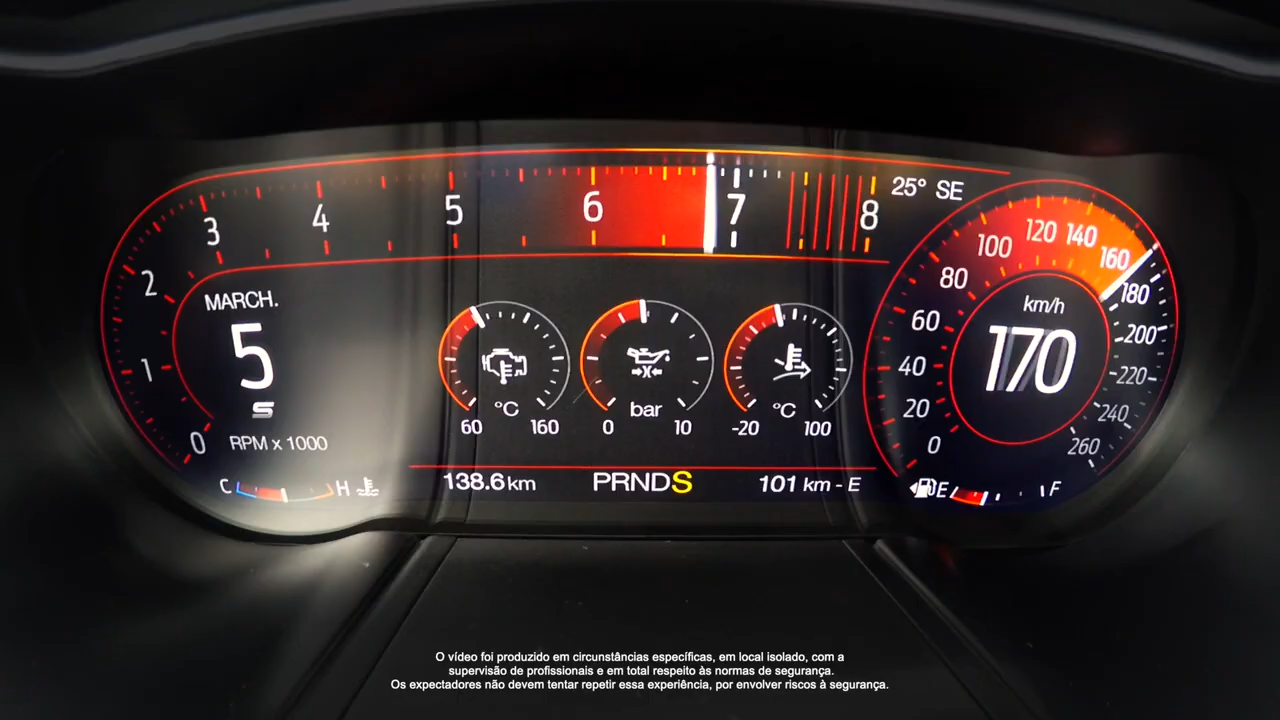 5 6 7 8
4
3
2
1
0
25° SE
MARCH.
5
S
RPM x 1000
C H
°C
60 160
bar
0 10
°C
-20 100
138.6 km
PRNDS
101 km - E
0
20
40
60
80
100
120
140
160
180
200
220
240
260
km/h
170
E F
O vídeo foi produzido em circunstâncias específicas, em local isolado, com a
supervisão de profissionais e em total respeito às normas de segurança.
Os expectadores não devem tentar repetir essa experiência, por envolver riscos à segurança.